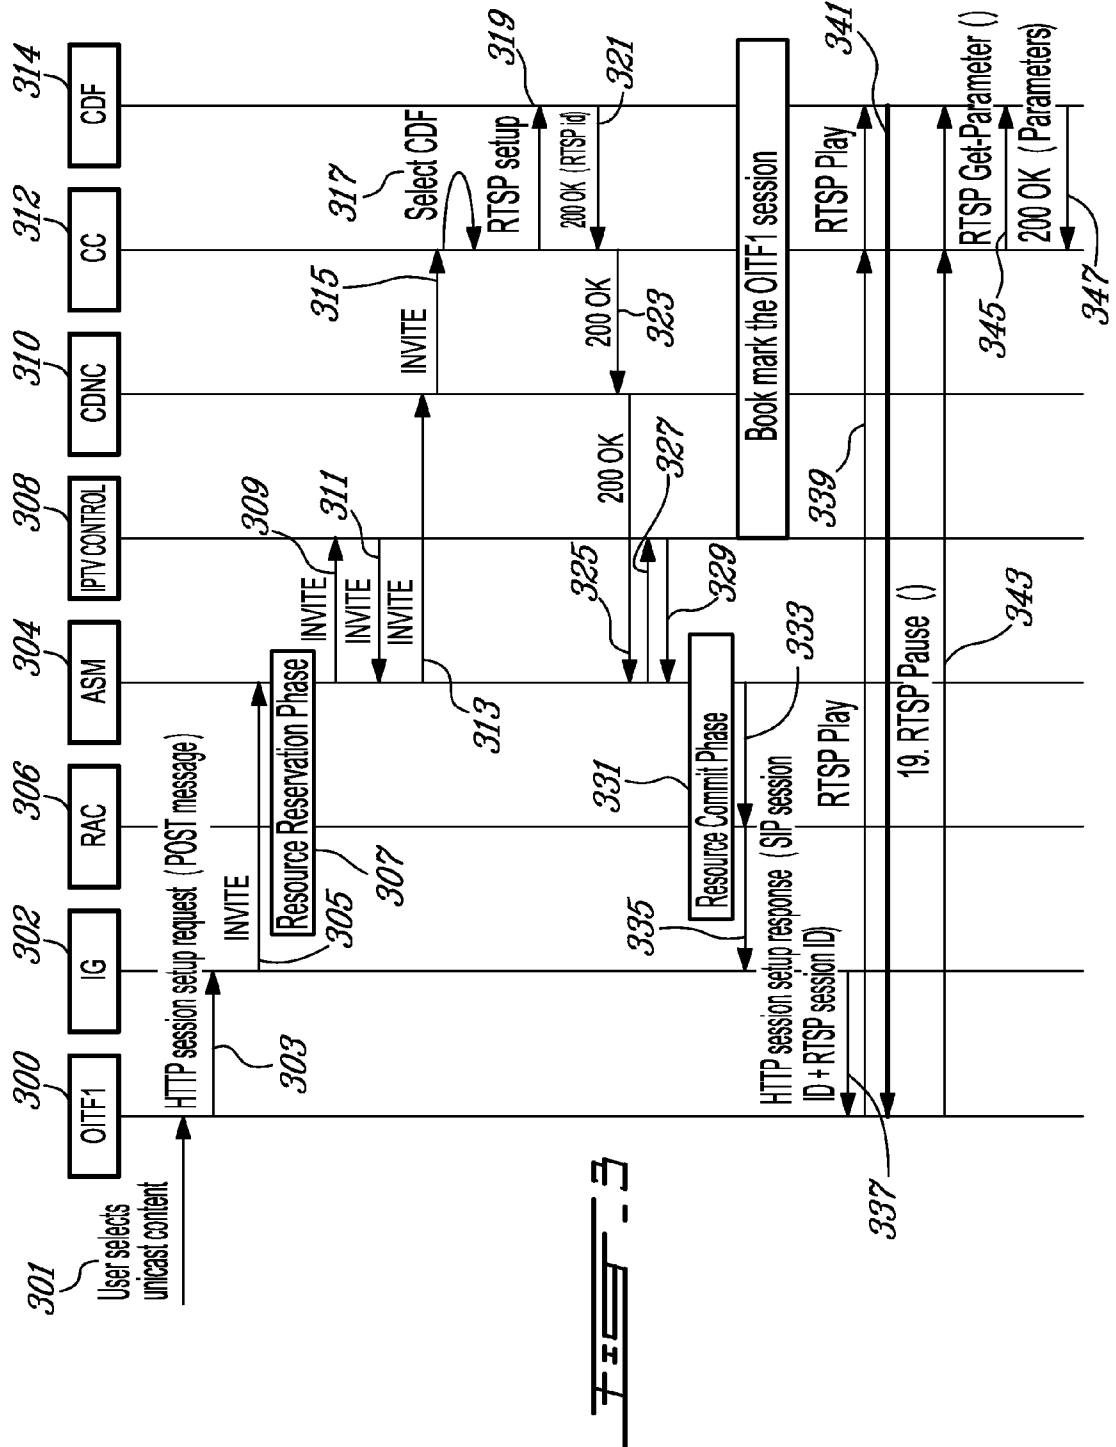 300
OITF1
302
IG
306
RAC
304
ASM
308
IPTV CONTROL
310
CDNC
312
CC
314
CDF
301
User selects
unicast content
HTTP session setup request (POST message)
303
INVITE
305
Resource Reservation Phase
307
INVITE
309
INVITE
311
INVITE
313
INVITE
315
317
Select CDF
RTSP setup
319
200 OK (RTSP id)
321
200 OK
323
200 OK
325
327
329
Resource Commit Phase
331
333
335
Book mark the OITF1 session
HTTP session setup response (SIP session
ID + RTSP session ID)
337
RTSP Play
339
RTSP Play
341
19. RTSP Pause ()
343
RTSP Get-Parameter ()
345
200 OK (Parameters)
347
Fig. 3